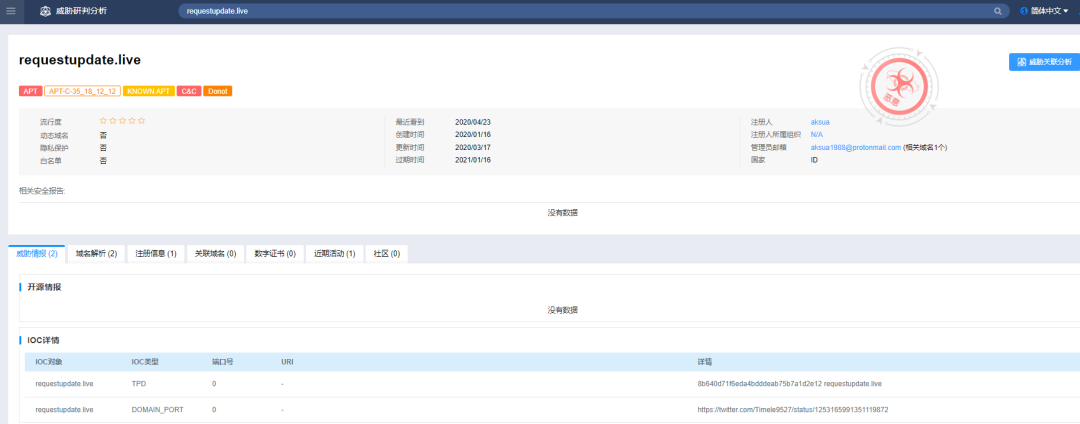 威胁研判分析 requestupdate.live 简体中文
requestupdate.live
威胁关联分析
APT APT-C-35_18_12_12 KNOWN APT C&C Donot
恶意
流行度 最近看到 2020/04/23 注册人 aksua
动态域名 否 创建时间 2020/01/16 注册人所属组织 N/A
隐私保护 否 更新时间 2020/03/17 管理员邮箱 aksua1988@protonmail.com (相关域名1个)
白名单 否 过期时间 2021/01/16 国家 ID
相关安全报告:
没有数据
威胁情报 (2) 域名解析 (2) 注册信息 (1) 关联域名 (0) 数字证书 (0) 近期活动 (1) 社区 (0)
开源情报
没有数据
IOC详情
IOC对象 IOC类型 端口号 URI 详情
requestupdate.live TPD 0 - 8b640d71f6eda4bdddeab75b7a1d2e12 requestupdate.live
requestupdate.live DOMAIN_PORT 0 - https://twitter.com/Timele9527/status/1253165991351119872